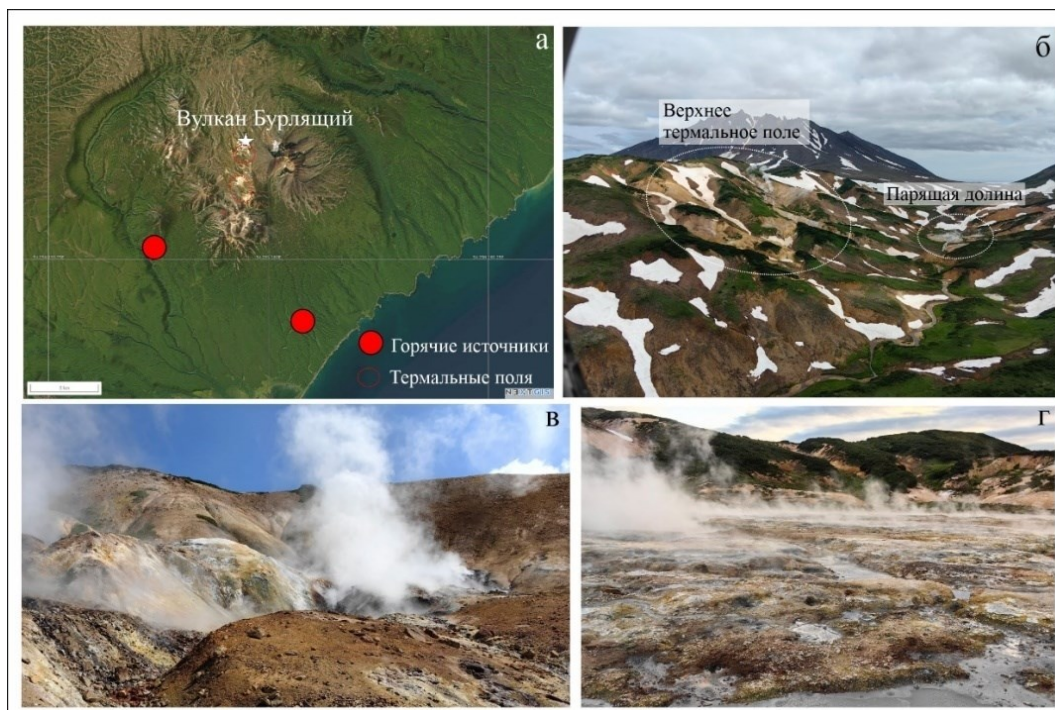 а
Вулкан Бурлящий
Горячие источники
Термальные поля
б
Верхнее
термальное поле
Парящая долина
в
г